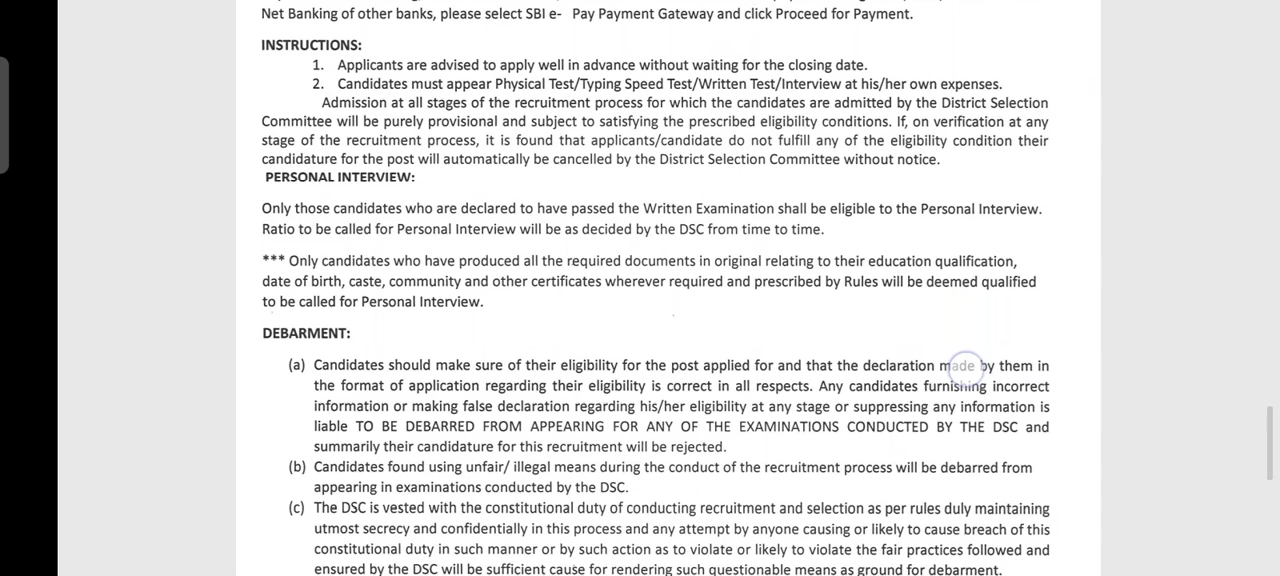 Net Banking of other banks, please select SBI e- Pay Payment Gateway and click Proceed for Payment.
INSTRUCTIONS:
1. Applicants are advised to apply well in advance without waiting for the closing date.
2. Candidates must appear Physical Test/Typing Speed Test/Written Test/Interview at his/her own expenses.
Admission at all stages of the recruitment process for which the candidates are admitted by the District Selection
Committee will be purely provisional and subject to satisfying the prescribed eligibility conditions. If, on verification at any
stage of the recruitment process, it is found that applicants/candidate do not fulfill any of the eligibility condition their
candidature for the post will automatically be cancelled by the District Selection Committee without notice.
PERSONAL INTERVIEW:
Only those candidates who are declared to have passed the Written Examination shall be eligible to the Personal Interview.
Ratio to be called for Personal Interview will be as decided by the DSC from time to time.
*** Only candidates who have produced all the required documents in original relating to their education qualification,
date of birth, caste, community and other certificates wherever required and prescribed by Rules will be deemed qualified
to be called for Personal Interview.
DEBARMENT:
(a) Candidates should make sure of their eligibility for the post applied for and that the declaration made by them in
the format of application regarding their eligibility is correct in all respects. Any candidates furnishing incorrect
information or making false declaration regarding his/her eligibility at any stage or suppressing any information is
liable TO BE DEBARRED FROM APPEARING FOR ANY OF THE EXAMINATIONS CONDUCTED BY THE DSC and
summarily their candidature for this recruitment will be rejected.
(b) Candidates found using unfair/ illegal means during the conduct of the recruitment process will be debarred from
appearing in examinations conducted by the DSC.
(c) The DSC is vested with the constitutional duty of conducting recruitment and selection as per rules duly maintaining
utmost secrecy and confidentially in this process and any attempt by anyone causing or likely to cause breach of this
constitutional duty in such manner or by such action as to violate or likely to violate the fair practices followed and
ensured by the DSC will be sufficient cause for rendering such questionable means as ground for debarment.